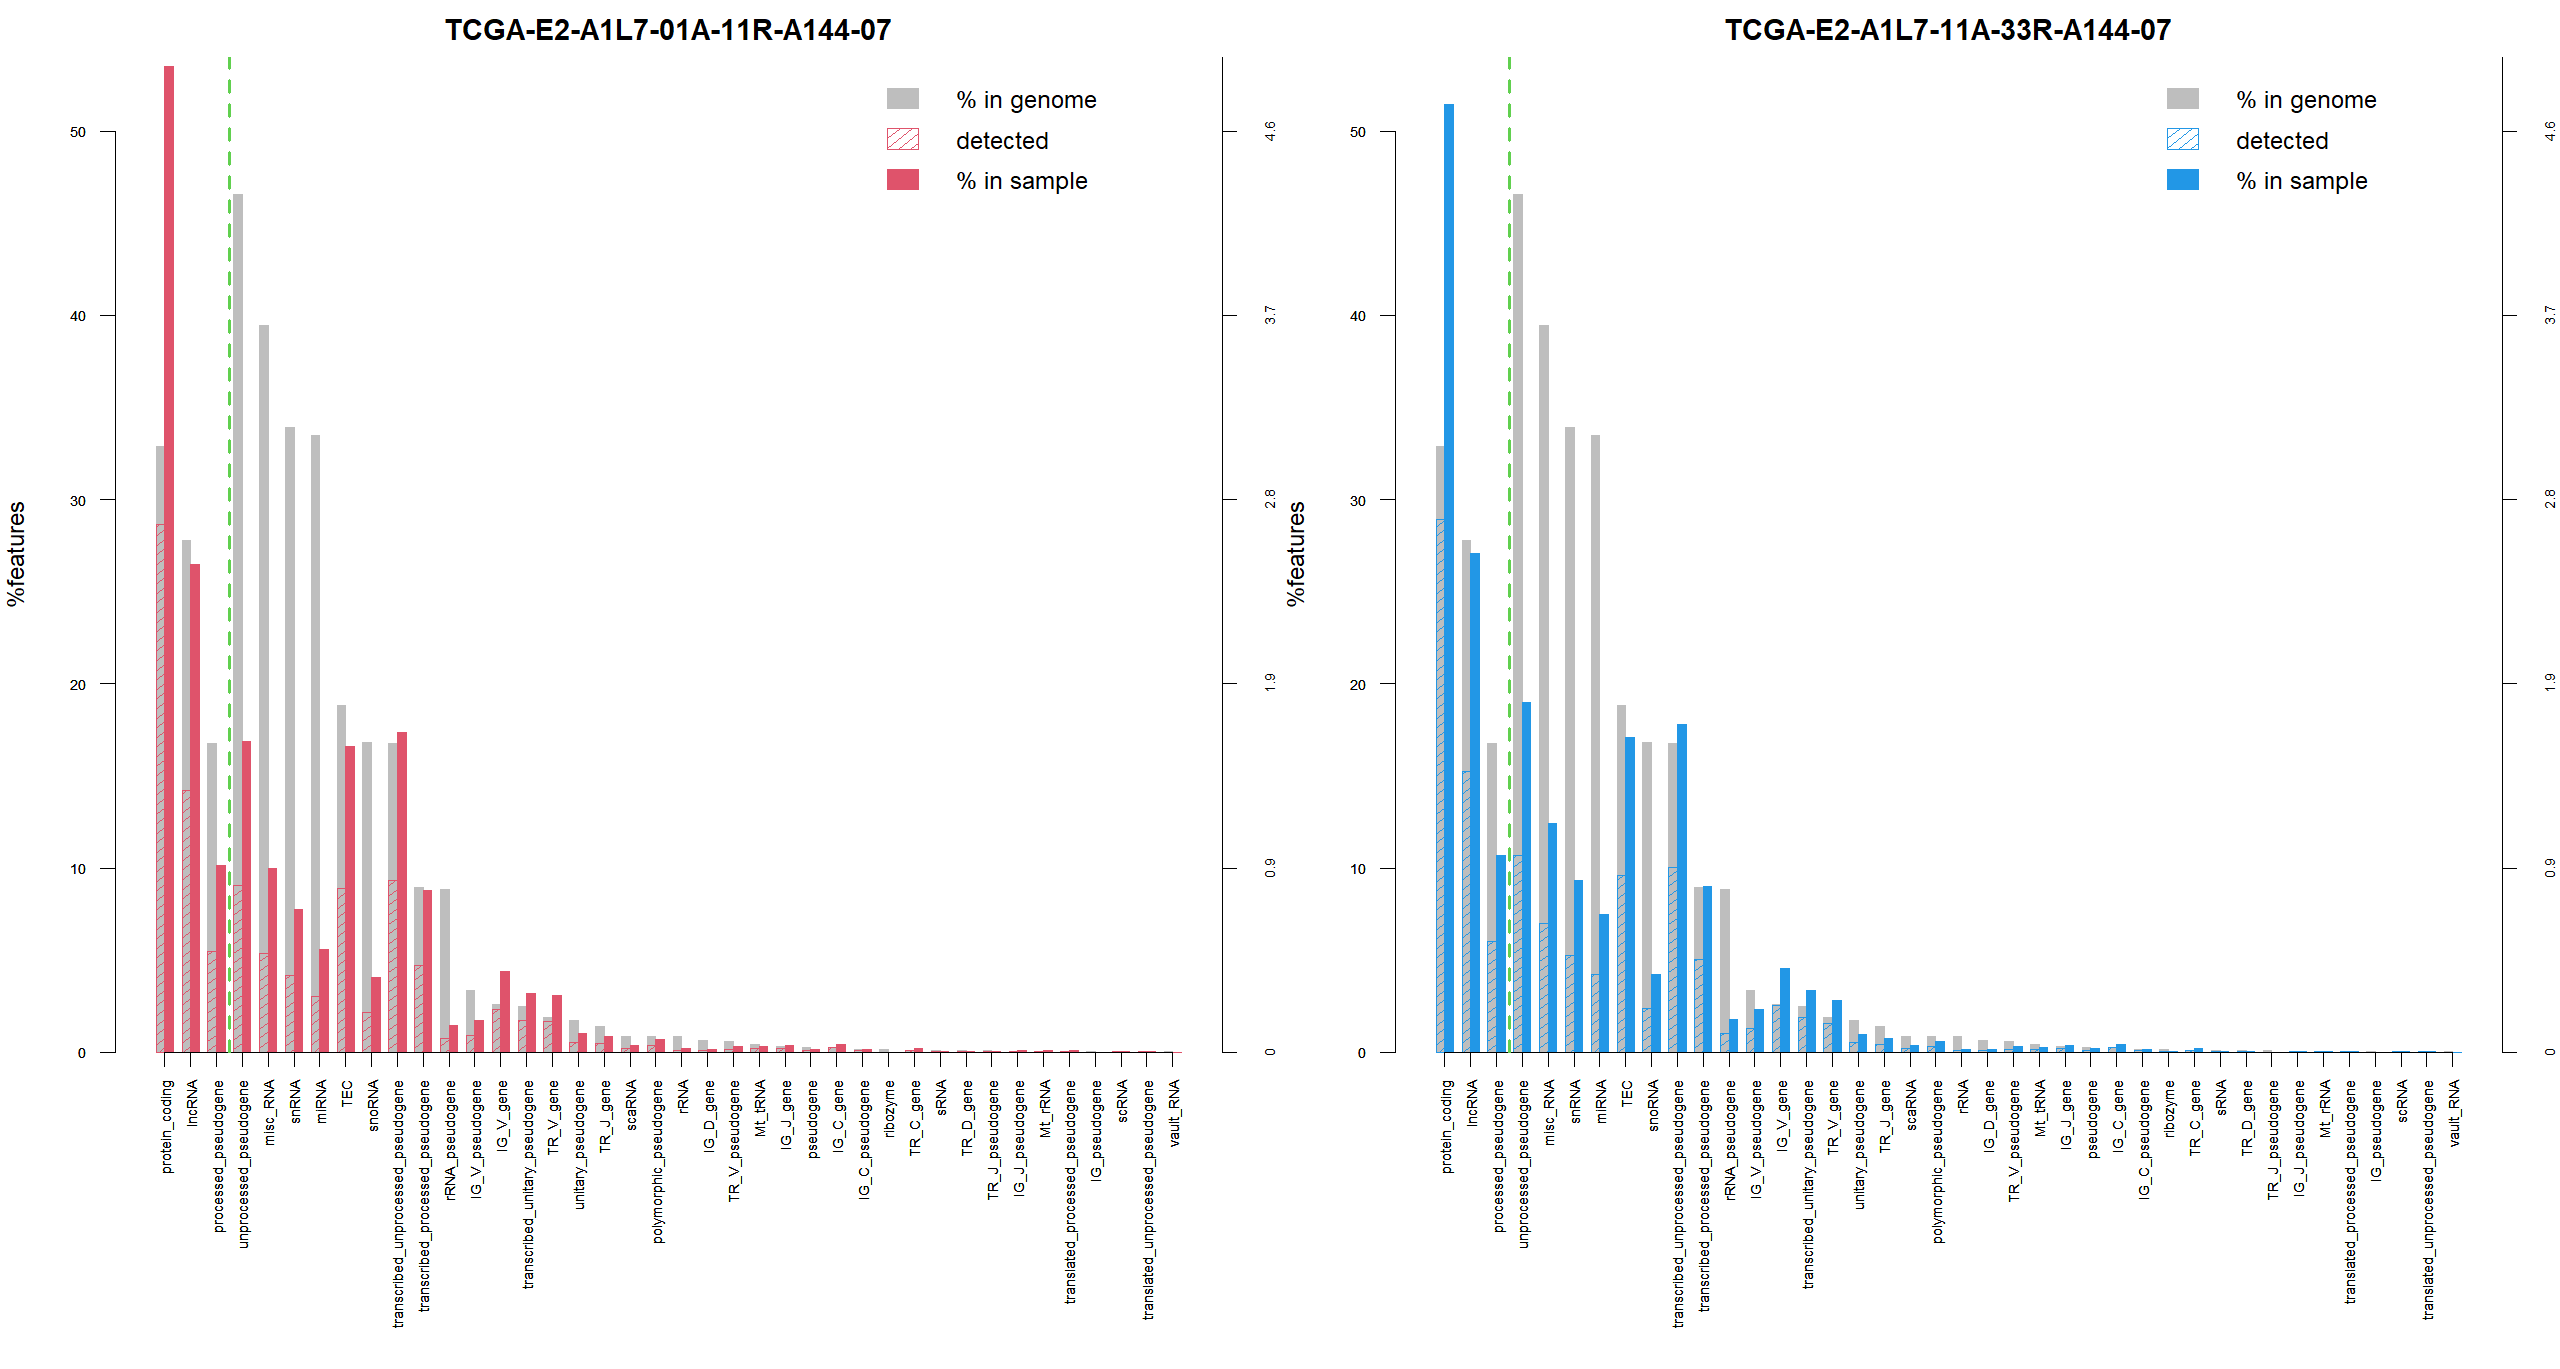 TCGA-E2-A1L7-01A-11R-A144-07
% in genome
detected
% in sample
%features
50
40
30
20
10
0
4.6
3.7
2.8
1.9
0.9
0
protein_coding
lncRNA
processed_pseudogene
unprocessed_pseudogene
misc_RNA
snRNA
miRNA
TEC
snoRNA
transcribed_unprocessed_pseudogene
transcribed_processed_pseudogene
rRNA_pseudogene
IG_V_pseudogene
IG_V_gene
transcribed_unitary_pseudogene
TR_V_gene
unitary_pseudogene
TR_J_gene
scaRNA
polymorphic_pseudogene
rRNA
IG_D_gene
TR_V_pseudogene
Mt_tRNA
IG_J_gene
pseudogene
IG_C_gene
IG_C_pseudogene
ribozyme
TR_C_gene
sRNA
TR_D_gene
TR_J_pseudogene
IG_J_pseudogene
Mt_rRNA
translated_processed_pseudogene
IG_pseudogene
scRNA
translated_unprocessed_pseudogene
vault_RNA
TCGA-E2-A1L7-11A-33R-A144-07
% in genome
detected
% in sample
%features
50
40
30
20
10
0
4.6
3.7
2.8
1.9
0.9
0
protein_coding
lncRNA
processed_pseudogene
unprocessed_pseudogene
misc_RNA
snRNA
miRNA
TEC
snoRNA
transcribed_unprocessed_pseudogene
transcribed_processed_pseudogene
rRNA_pseudogene
IG_V_pseudogene
IG_V_gene
transcribed_unitary_pseudogene
TR_V_gene
unitary_pseudogene
TR_J_gene
scaRNA
polymorphic_pseudogene
rRNA
IG_D_gene
TR_V_pseudogene
Mt_tRNA
IG_J_gene
pseudogene
IG_C_gene
IG_C_pseudogene
ribozyme
TR_C_gene
sRNA
TR_D_gene
TR_J_pseudogene
IG_J_pseudogene
Mt_rRNA
translated_processed_pseudogene
IG_pseudogene
scRNA
translated_unprocessed_pseudogene
vault_RNA